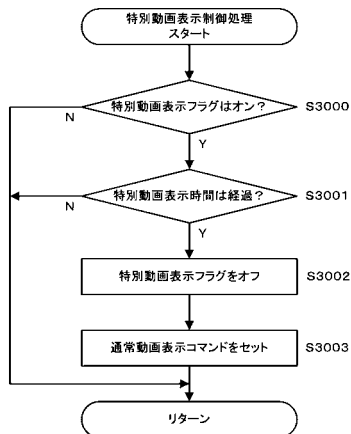 特別動画表示制御処理
スタート
特別動画表示フラグはオン?
S3000
N
Y
特別動画表示時間は経過?
S3001
N
Y
特別動画表示フラグをオフ
S3002
通常動画表示コマンドをセット
S3003
リターン